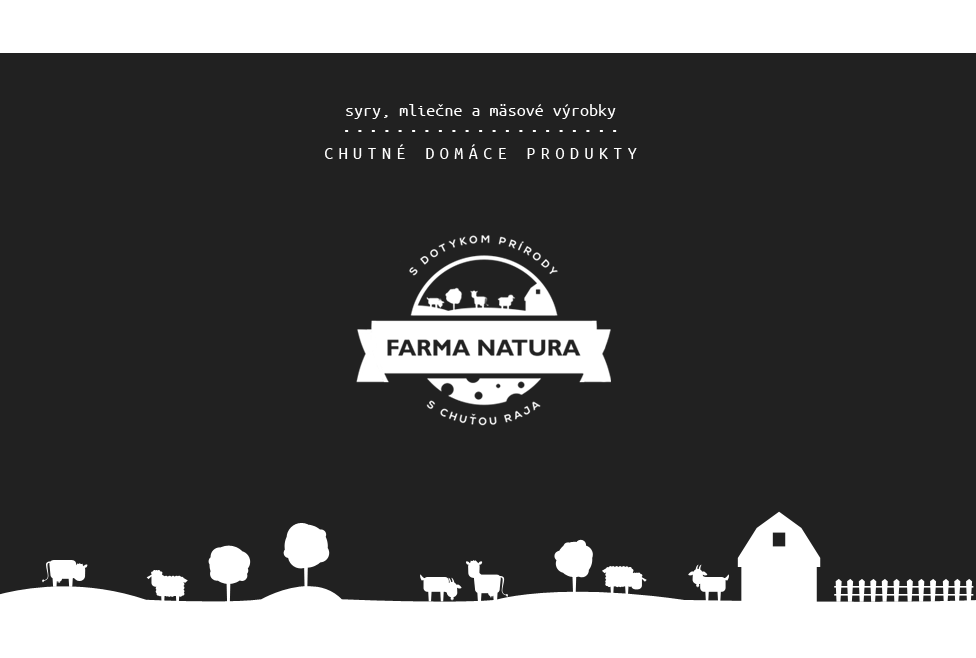 syry, mliečne a mäsové výrobky
CHUTNÉ DOMÁCE PRODUKTY
S DOTYKOM PRÍRODY
FARMA NATURA
S CHUŤOU RAJA